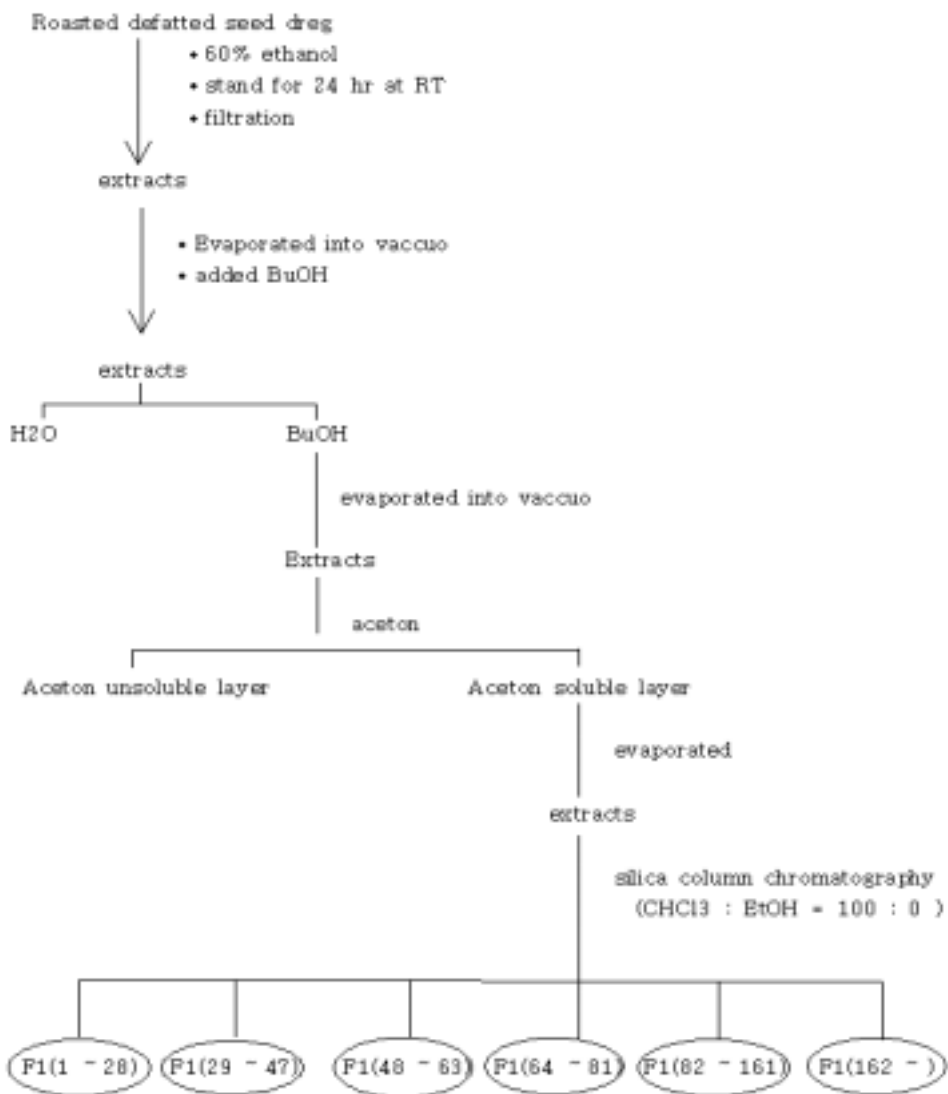 Roasted defatted seed dreg
• 60% ethanol
• stand for 24 hr at RT
• filtration
extracts
• Evaporated into vaccuo
• added BuOH
extracts
H2O
BuOH
evaporated into vaccuo
Extracts
aceton
Aceton unsoluble layer
Aceton soluble layer
evaporated
extracts
silica column chromatography
(CHCl3 : EtOH = 100 : 0 )
F1(1 - 28)
F1(29 - 47)
F1(48 - 63)
F1(64 - 81)
F1(82 - 161)
F1(162 - )